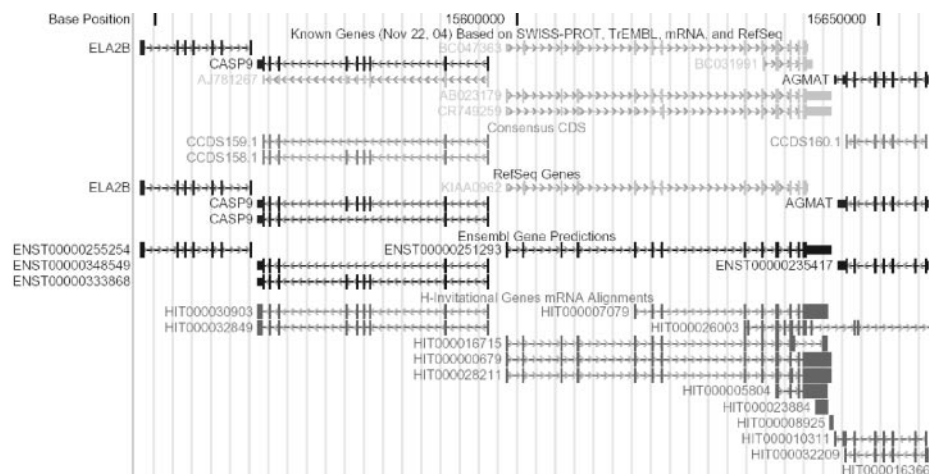 Base Position 15600000 15650000
Known Genes (Nov 22, 04) Based on SWISS-PROT, TrEMBL, mRNA, and RefSeq
ELA2B BC047363
CASP9 BC031991
AJ781267 AGMAT
AB023179
CR749259
Consensus CDS
CCDS159.1 CCDS160.1
CCDS158.1
RefSeq Genes
ELA2B KIAA0962
CASP9 AGMAT
CASP9
Ensembl Gene Predictions
ENST00000255254 ENST00000251293
ENST00000348549 ENST00000235417
ENST00000333868
H-Invitational Genes mRNA Alignments
HIT000030903 HIT000007079
HIT000032849 HIT000026003
HIT000016715
HIT000000679
HIT000028211
HIT000005804
HIT000023884
HIT000008925
HIT000010311
HIT000032209
HIT000016366